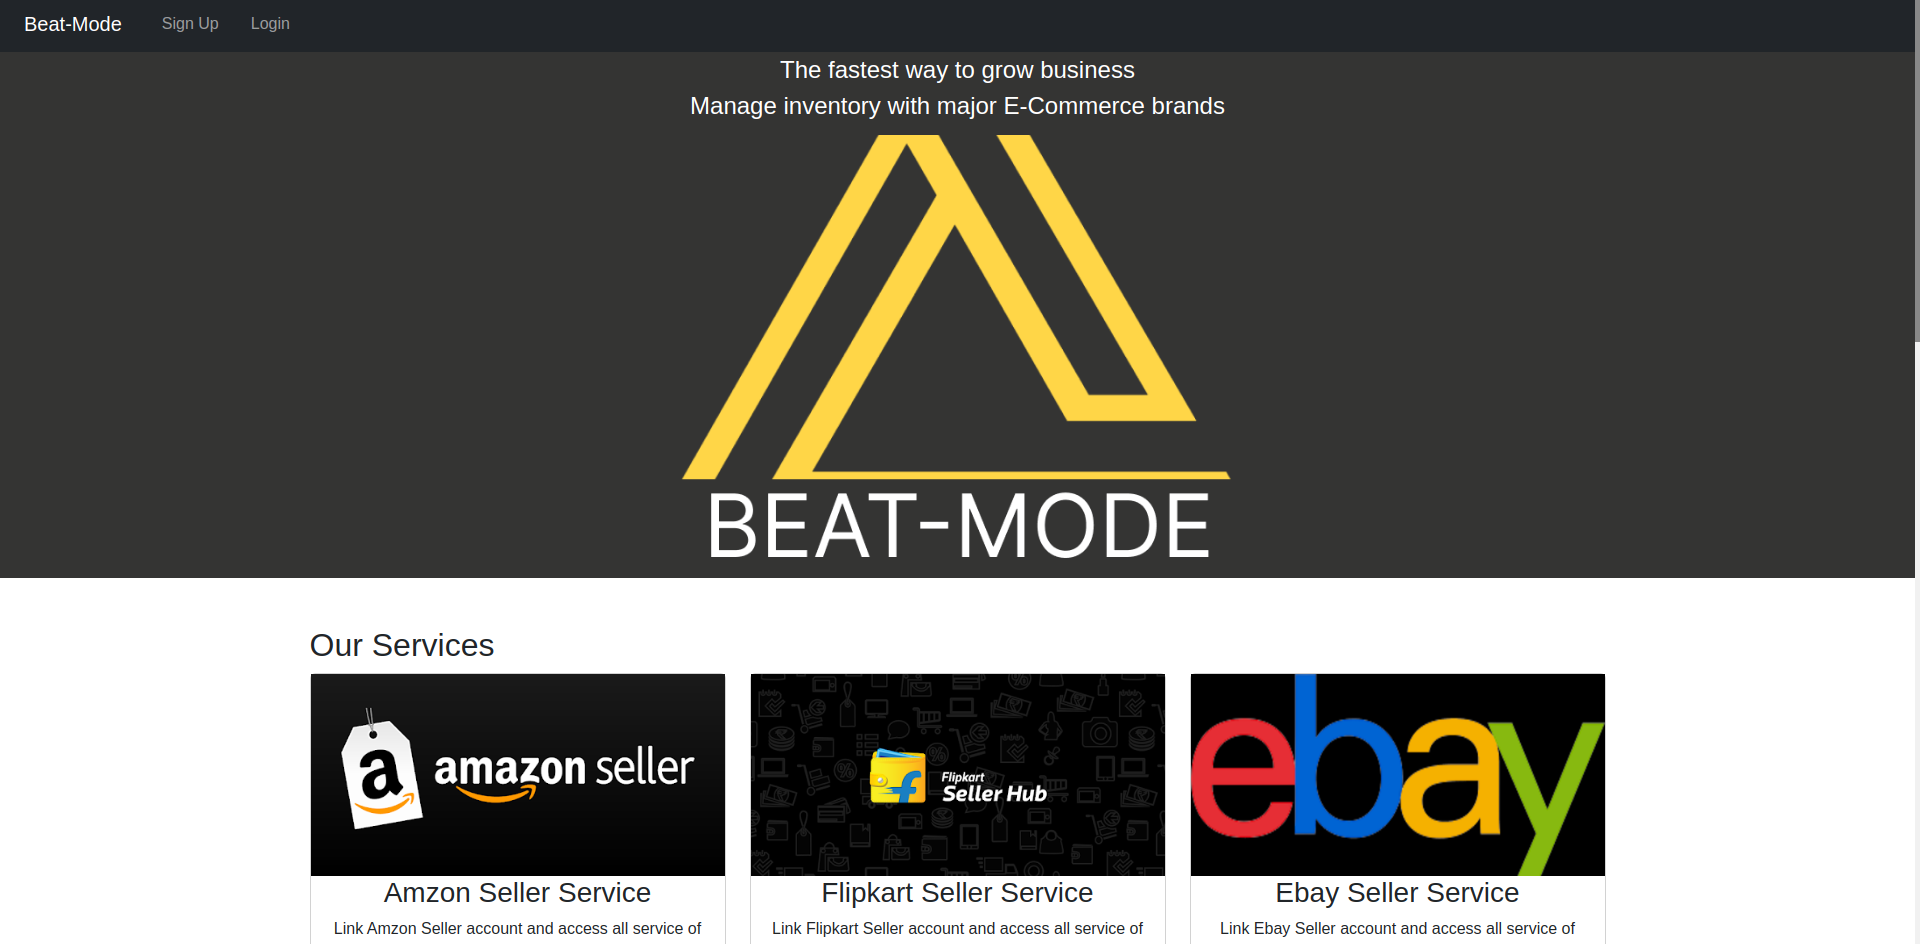 Beat-Mode Sign Up Login
The fastest way to grow business
Manage inventory with major E-Commerce brands
BEAT-MODE
Our Services
a amazon seller
Flipkart
Seller Hub
ebay
Amzon Seller Service
Flipkart Seller Service
Ebay Seller Service
Link Amzon Seller account and access all service of
Link Flipkart Seller account and access all service of
Link Ebay Seller account and access all service of